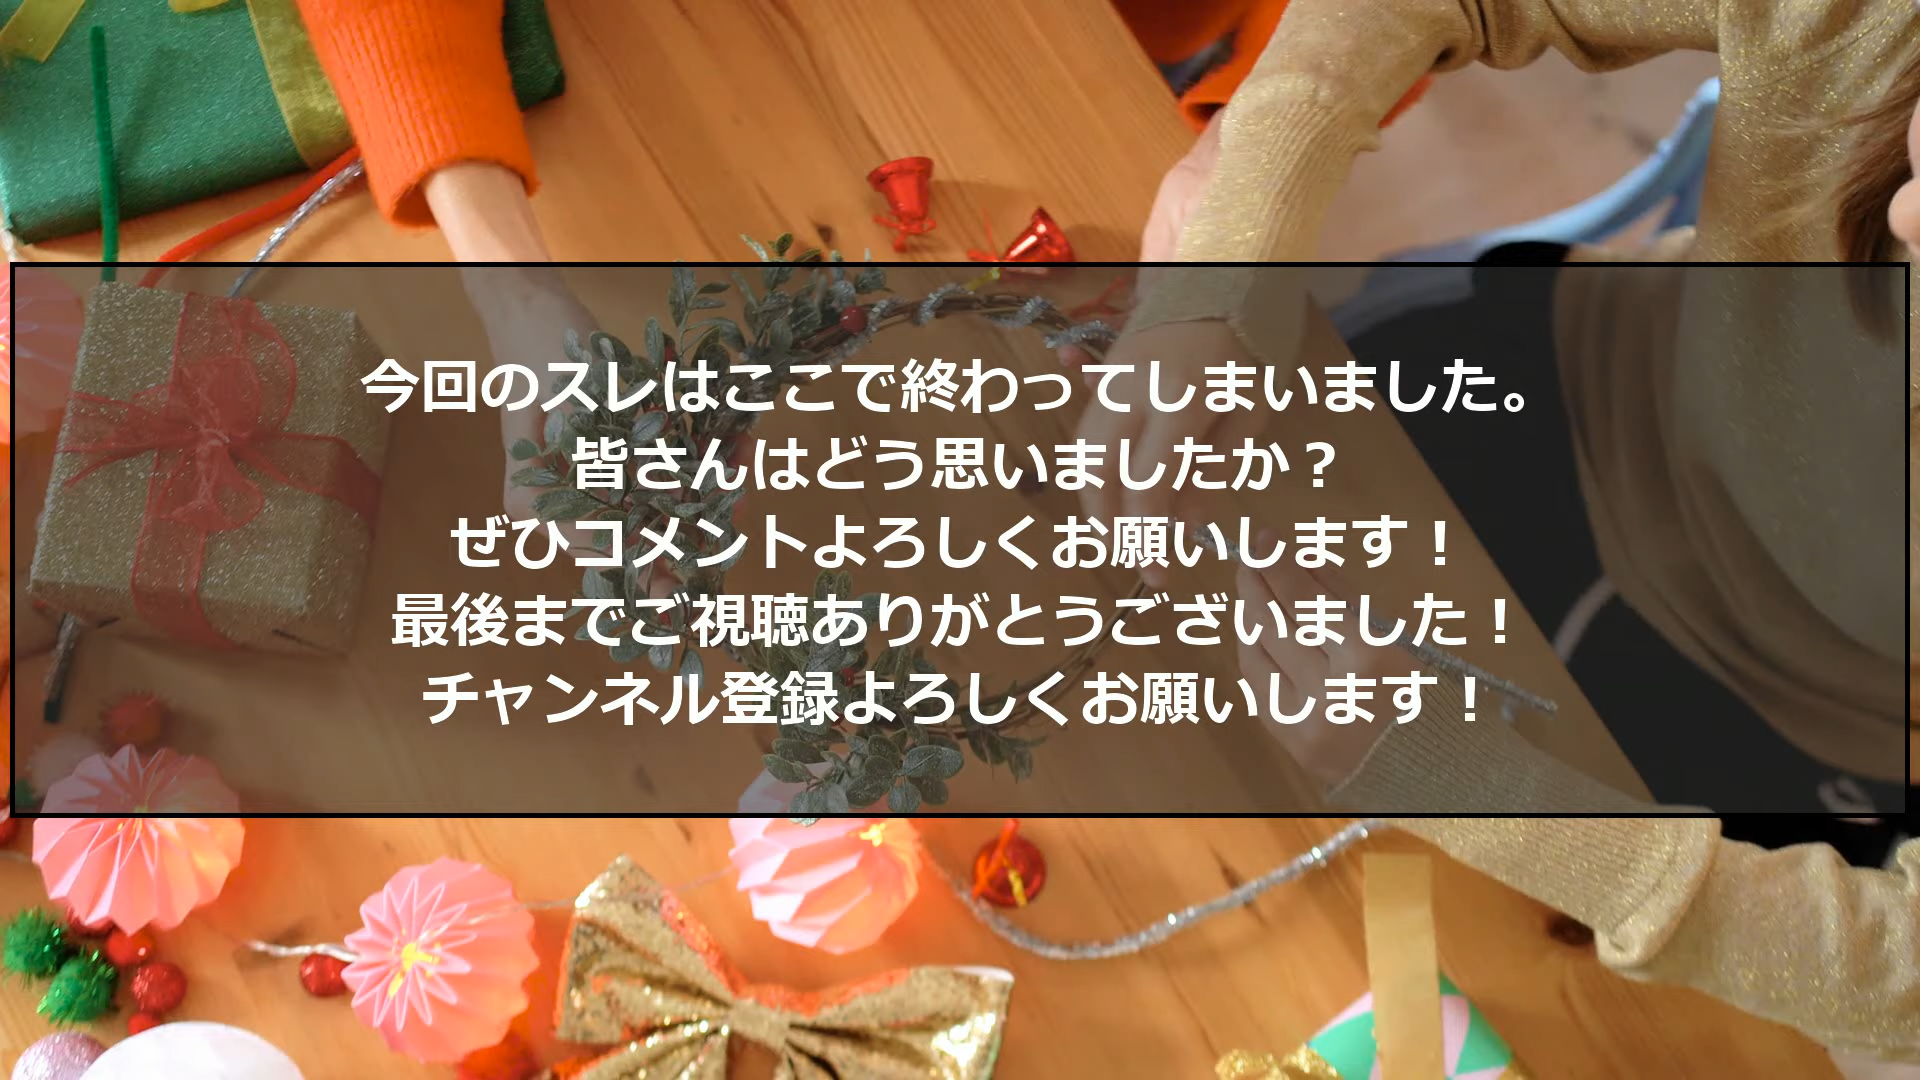 今回のスレはここで終わってしまいました。
皆さんはどう思いましたか？
ぜひコメントよろしくお願いします！
最後までご視聴ありがとうございました！
チャンネル登録よろしくお願いします！